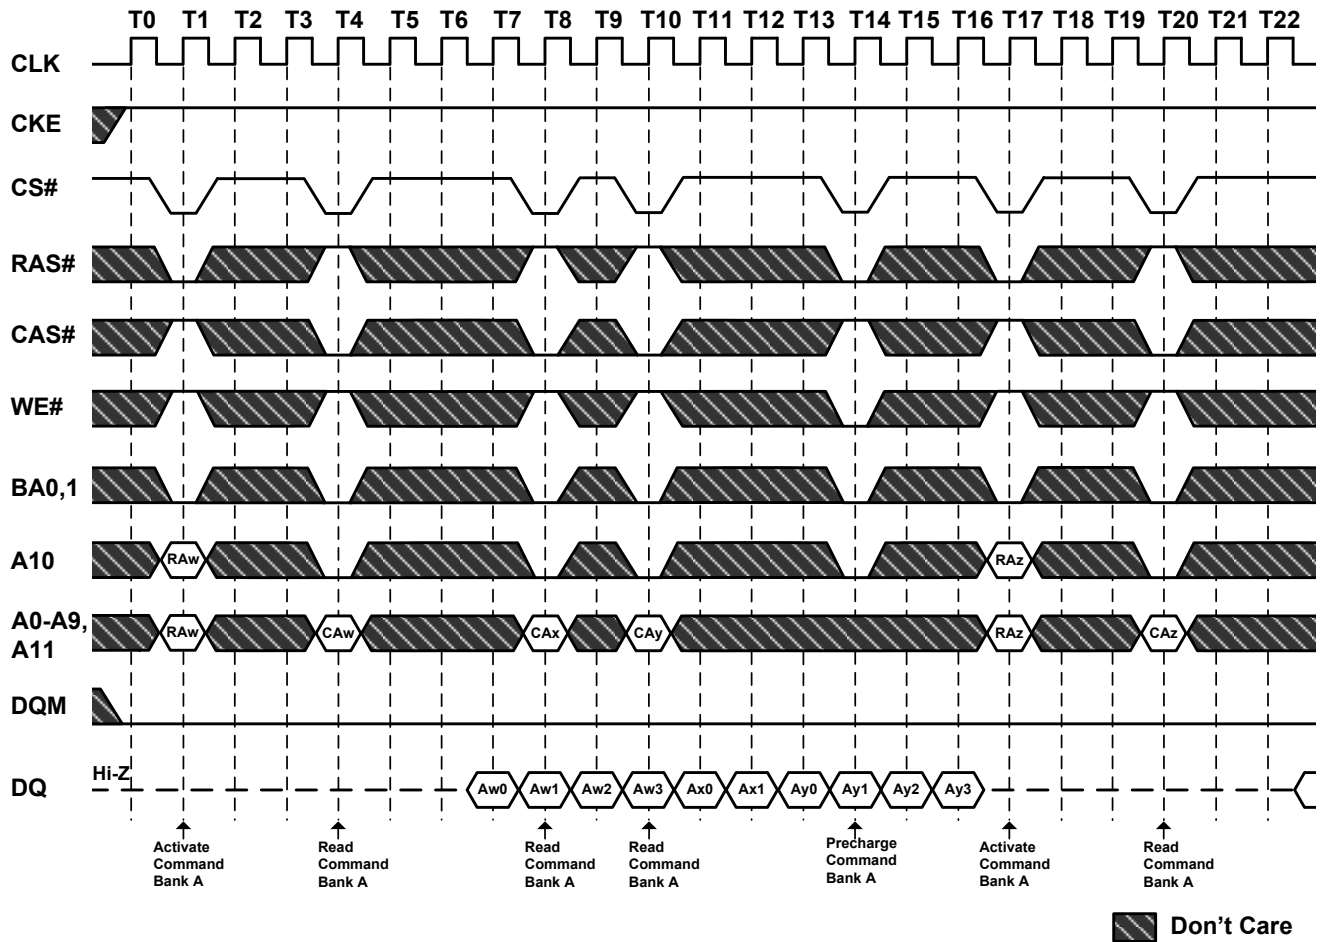 T0 T1 T2 T3 T4 T5 T6 T7 T8 T9 T10 T11 T12 T13 T14 T15 T16 T17 T18 T19 T20 T21 T22
CLK
CKE
CS#
RAS#
CAS#
WE#
BA0,1
A10 RAw RAz
A0-A9,
A11 RAw CAw CAx CAy RAz CAz
DQM
Hi-Z
DQ Aw0 Aw1 Aw2 Aw3 Ax0 Ax1 Ay0 Ay1 Ay2 Ay3
Activate
Command
Bank A
Read
Command
Bank A
Read
Command
Bank A
Read
Command
Bank A
Precharge
Command
Bank A
Activate
Command
Bank A
Read
Command
Bank A
Don't Care